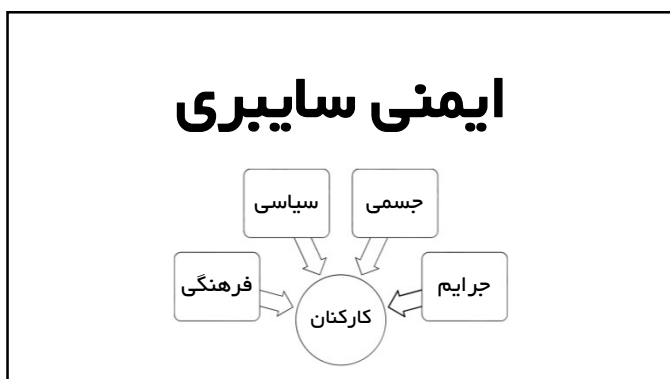 ایمنی سایبری
جسمی
سیاسی
جرایم
فرهنگی
کارکنان